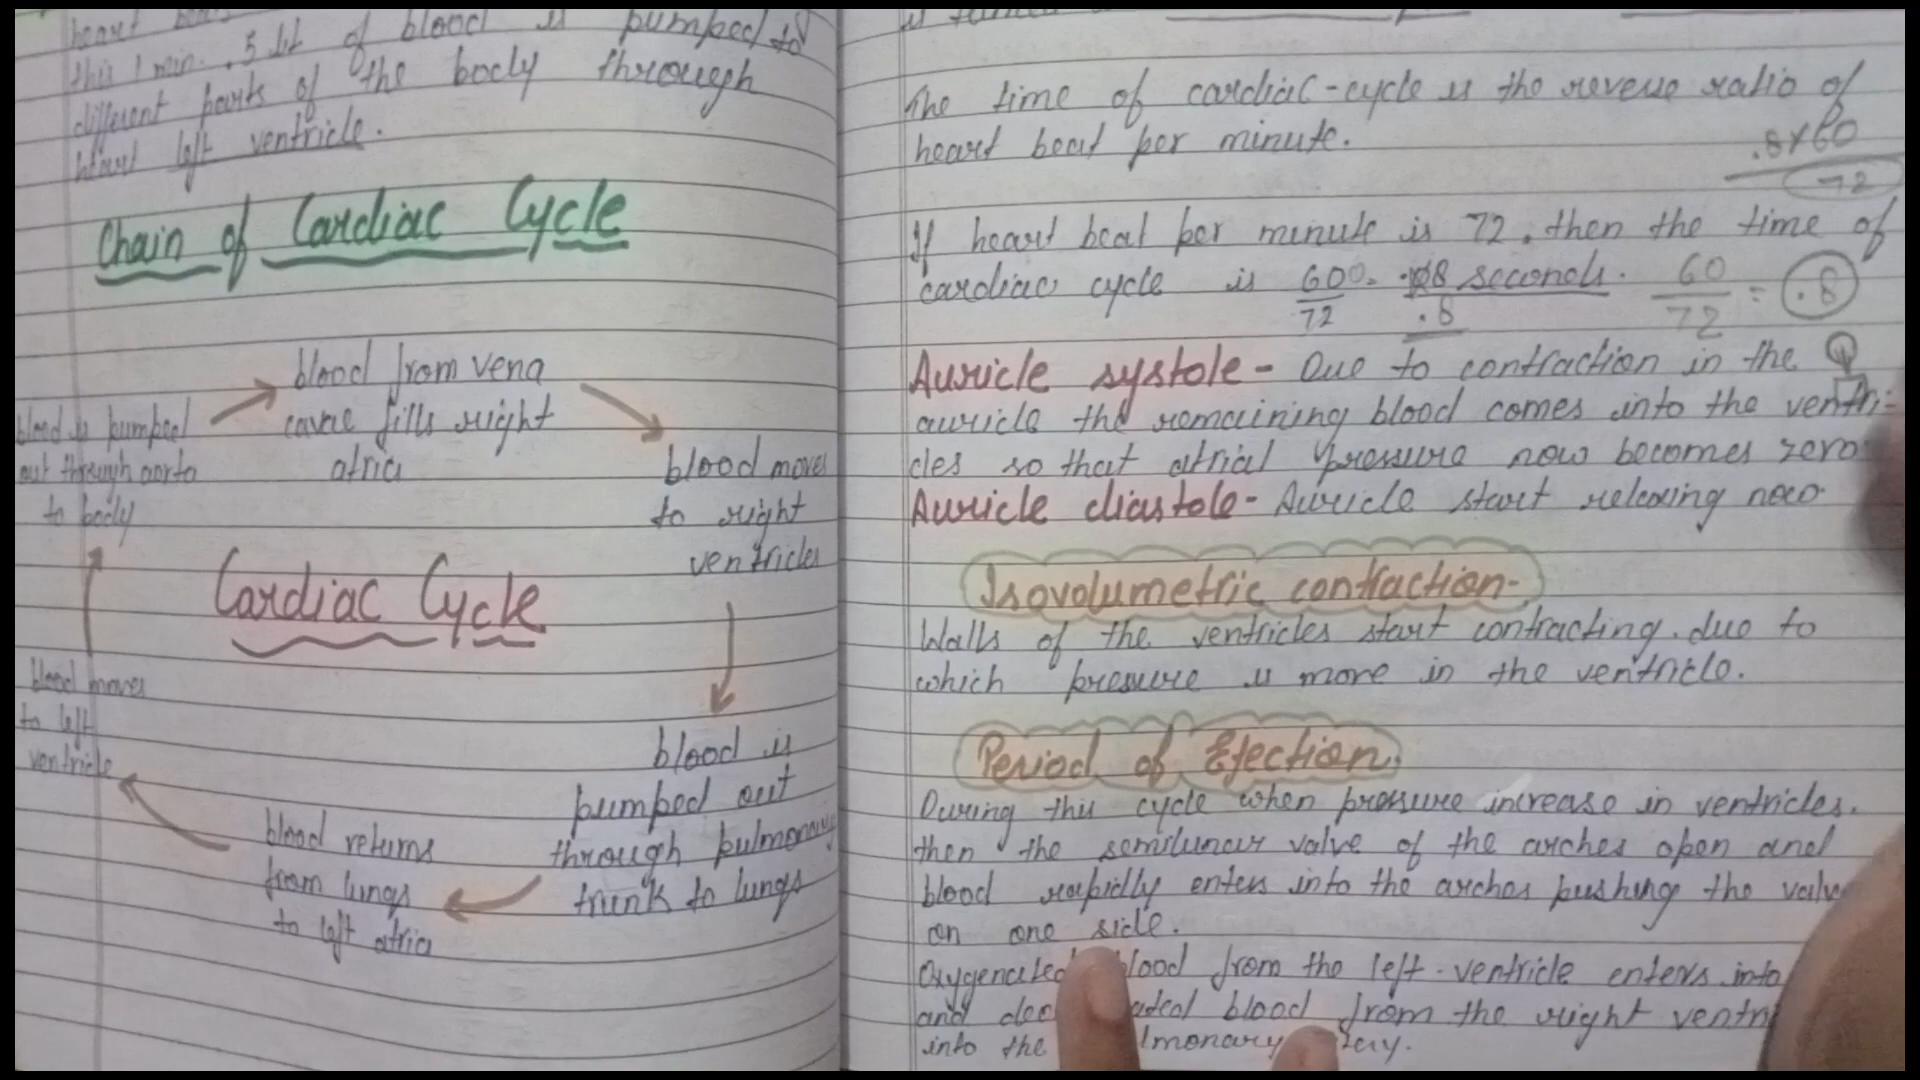 heart
this 1 min. 5 lit of blood is pumped to
different parts of the body through
heart left ventricle.
Chain of Cardiac Cycle
blood from vena
cavae fills right
atria
blood moves
to right
ventricles
blood is
pumped out
through pulmonary
trunk to lungs
blood returns
from lungs
to left atria
blood moves
to left
ventricle
blood is pumped
out through aorta
to body
Cardiac Cycle
The time of cardiac-cycle is the reverse ratio of
heart beat per minute.
.8x60
72
If heart beat per minute is 72. then the time of
cardiac cycle is 600 8 seconds. 60 = .8
72 .8 72
Auricle systole - Due to contraction in the
auricle the remaining blood comes into the ventri-
cles so that atrial pressure now becomes zero
Auricle diastole - Auricle start relaxing now
Isovolumetric contraction-
Walls of the ventricles start contracting. due to
which pressure is more in the ventricle.
Period of Ejection.
During this cycle when pressure increase in ventricles.
then the semilunar valve of the arches open and
blood rapidly enters into the arches pushing the valve
on one side.
Oxygenated blood from the left ventricle enters into
and blood from the right
into the